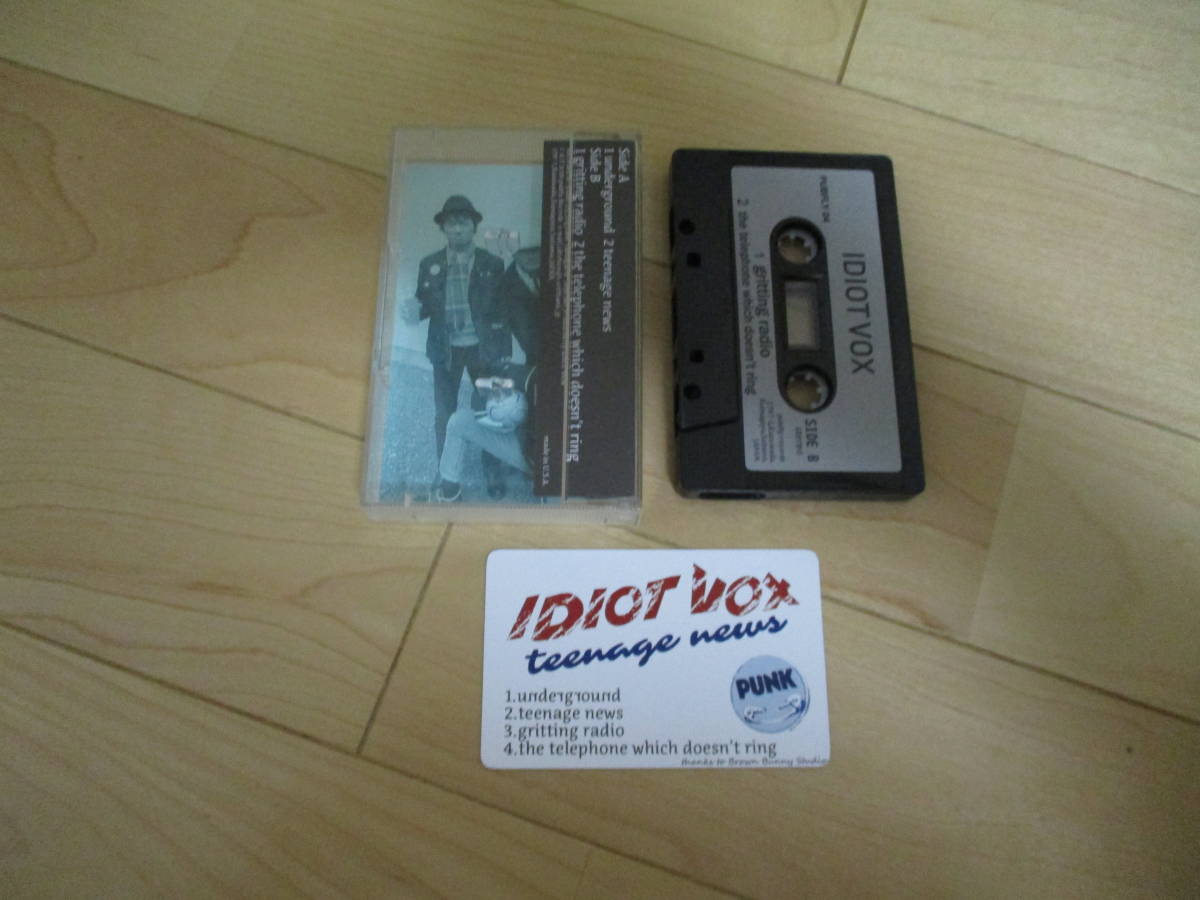 Side A
1 underground 2 teenage news
Side B
1 gritting radio 2 the telephone which doesn't ring
made in U.S.A.
IDIOT VOX
SIDE B
1 gritting radio
2 the telephone which doesn't ring
IDIOT VOX
teenage news
PUNK
1.underground
2.teenage news
3.gritting radio
4.the telephone which doesn't ring
thanks to Brown Bunny Studio